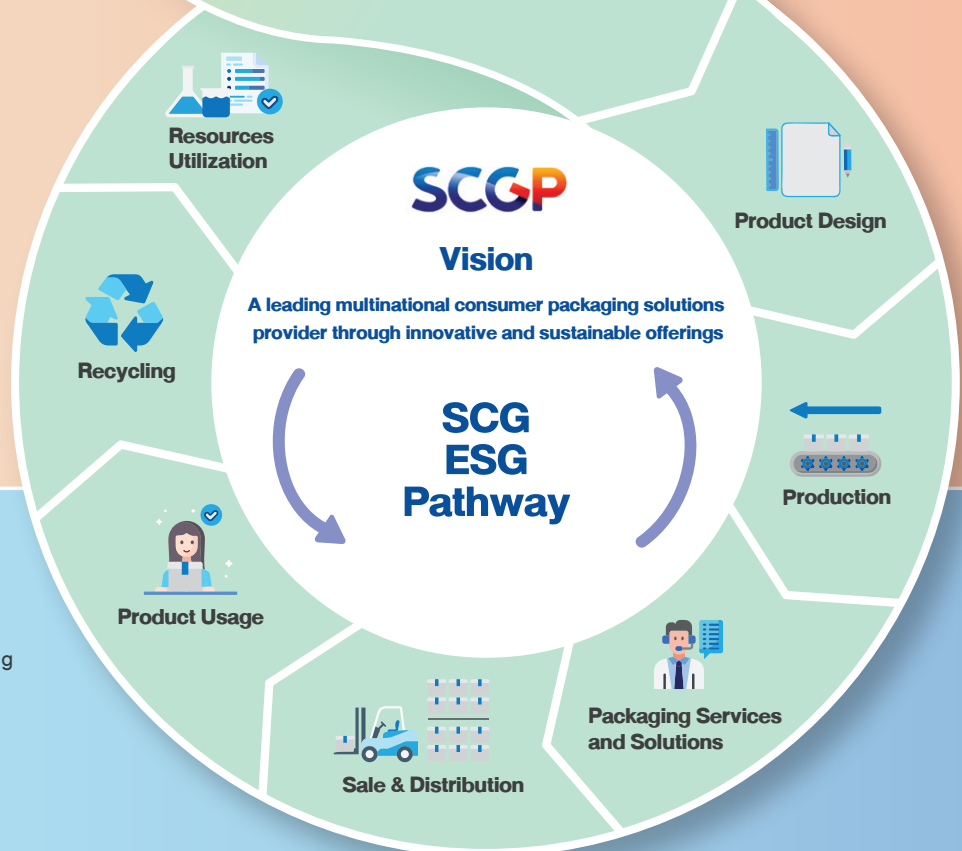 Resources
Utilization
SCGP
Product Design
Vision
A leading multinational consumer packaging solutions
provider through innovative and sustainable offerings
Recycling
SCG
ESG
Pathway
Production
Product Usage
g
Packaging Services
and Solutions
Sale & Distribution